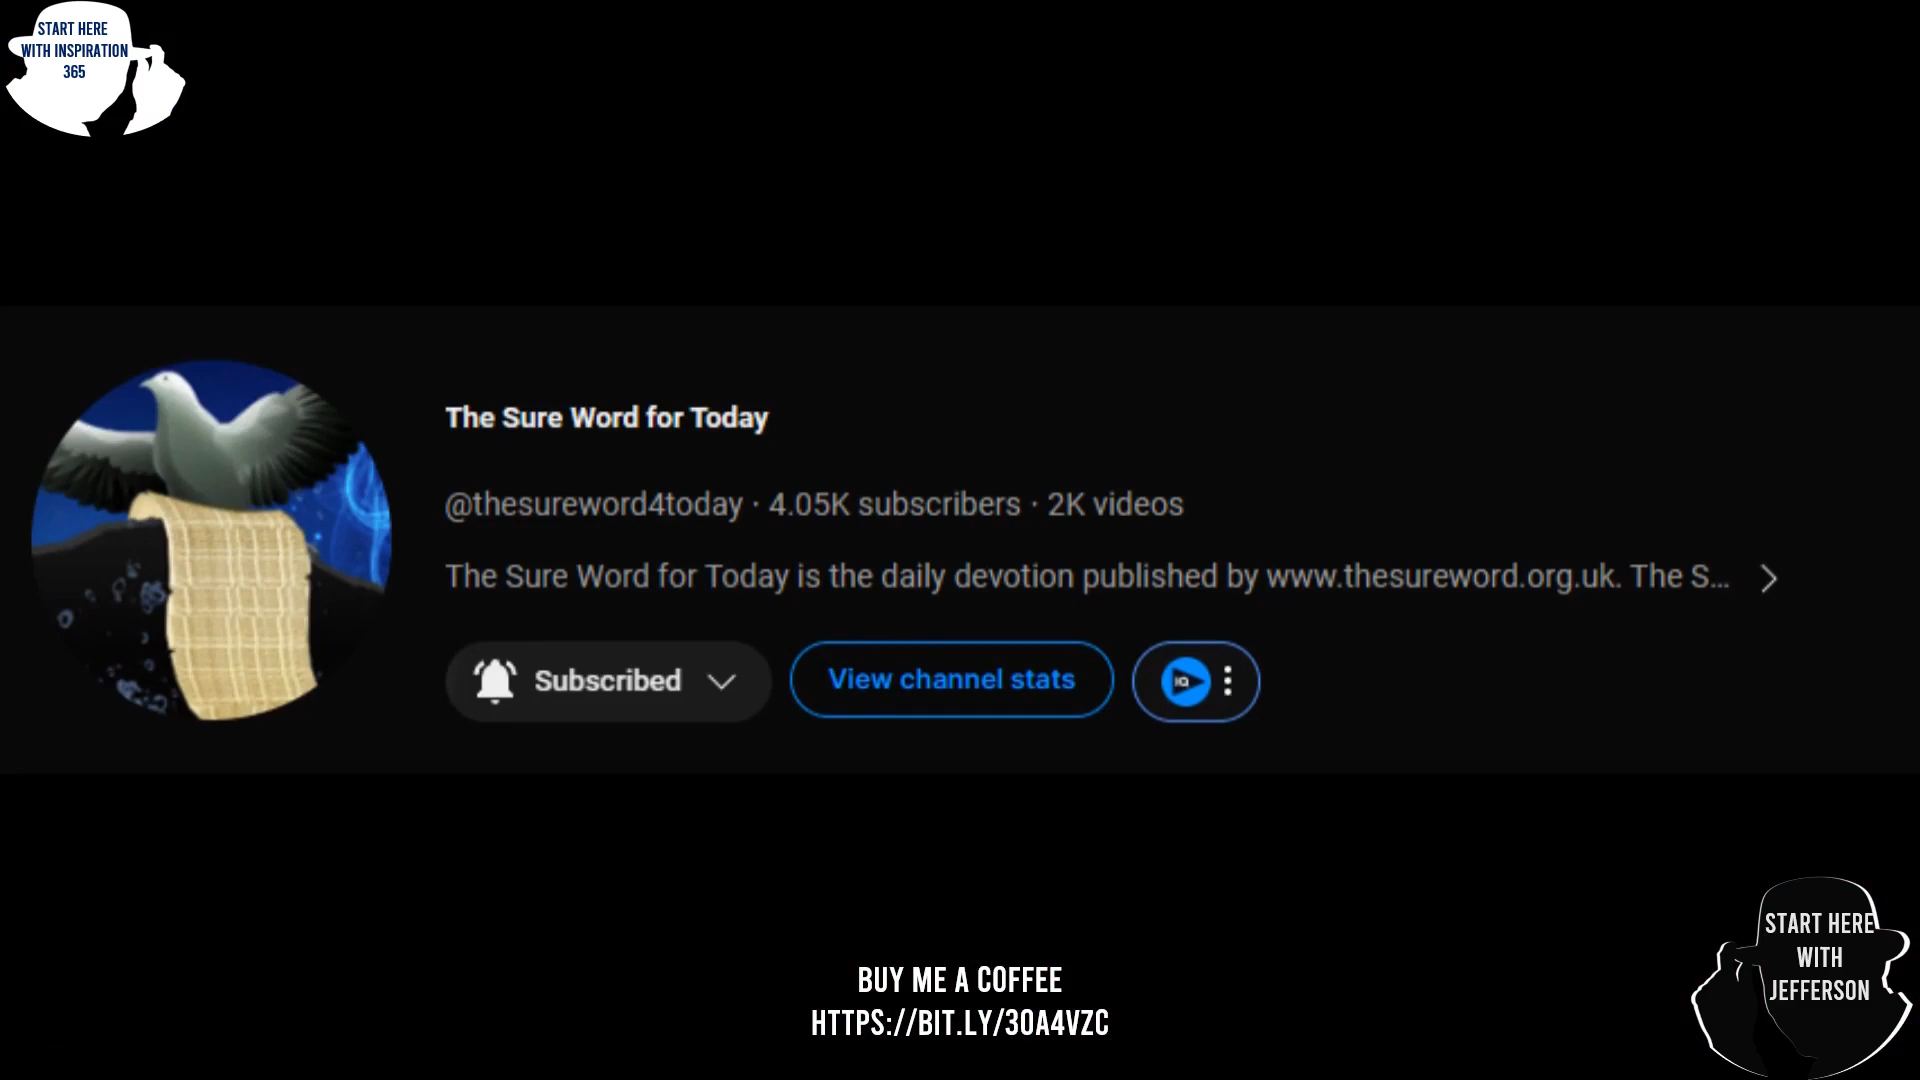 START HERE
WITH INSPIRATION
365
The Sure Word for Today
@thesureword4today · 4.05K subscribers · 2K videos
The Sure Word for Today is the daily devotion published by www.thesureword.org.uk. The S...
Subscribed
View channel stats
IQ
START HERE
WITH
JEFFERSON
BUY ME A COFFEE
HTTPS://BIT.LY/30A4VZC